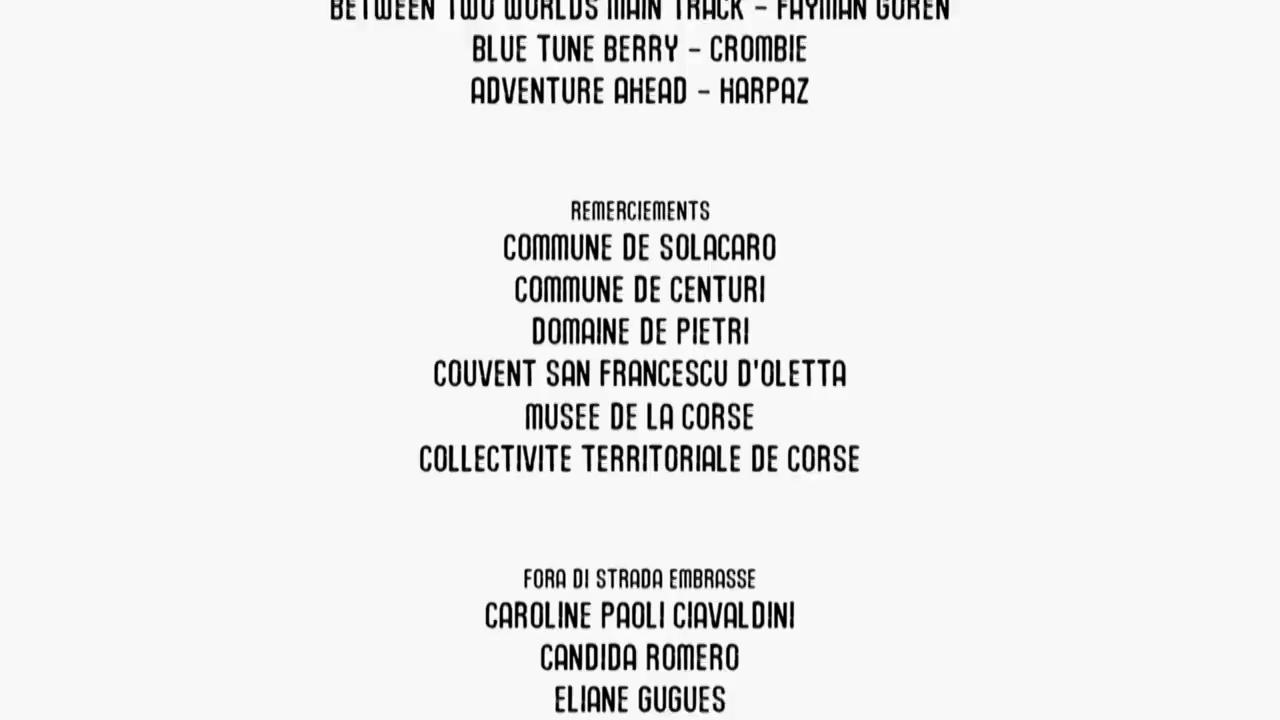 BETWEEN TWO WORLDS MAIN TRACK - FAYMAN GOREN
BLUE TUNE BERRY - CROMBIE
ADVENTURE AHEAD - HARPAZ
REMERCIEMENTS
COMMUNE DE SOLACARO
COMMUNE DE CENTURI
DOMAINE DE PIETRI
COUVENT SAN FRANCESCU D'OLETTA
MUSEE DE LA CORSE
COLLECTIVITE TERRITORIALE DE CORSE
FORA DI STRADA EMBRASSE
CAROLINE PAOLI CIAVALDINI
CANDIDA ROMERO
ELIANE GUGUES